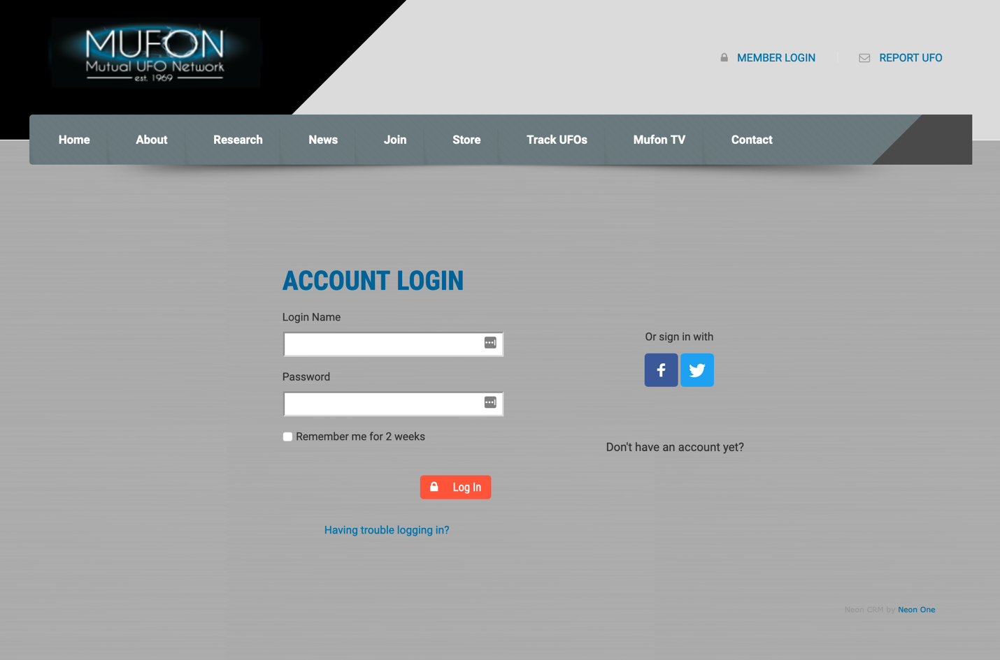 MUFON
Mutual UFO Network
est. 1969
MEMBER LOGIN
REPORT UFO
Home
About
Research
News
Join
Store
Track UFOs
Mufon TV
Contact
ACCOUNT LOGIN
Login Name
Password
Remember me for 2 weeks
Log In
Having trouble logging in?
Or sign in with
Don't have an account yet?
Neon CRM by Neon One